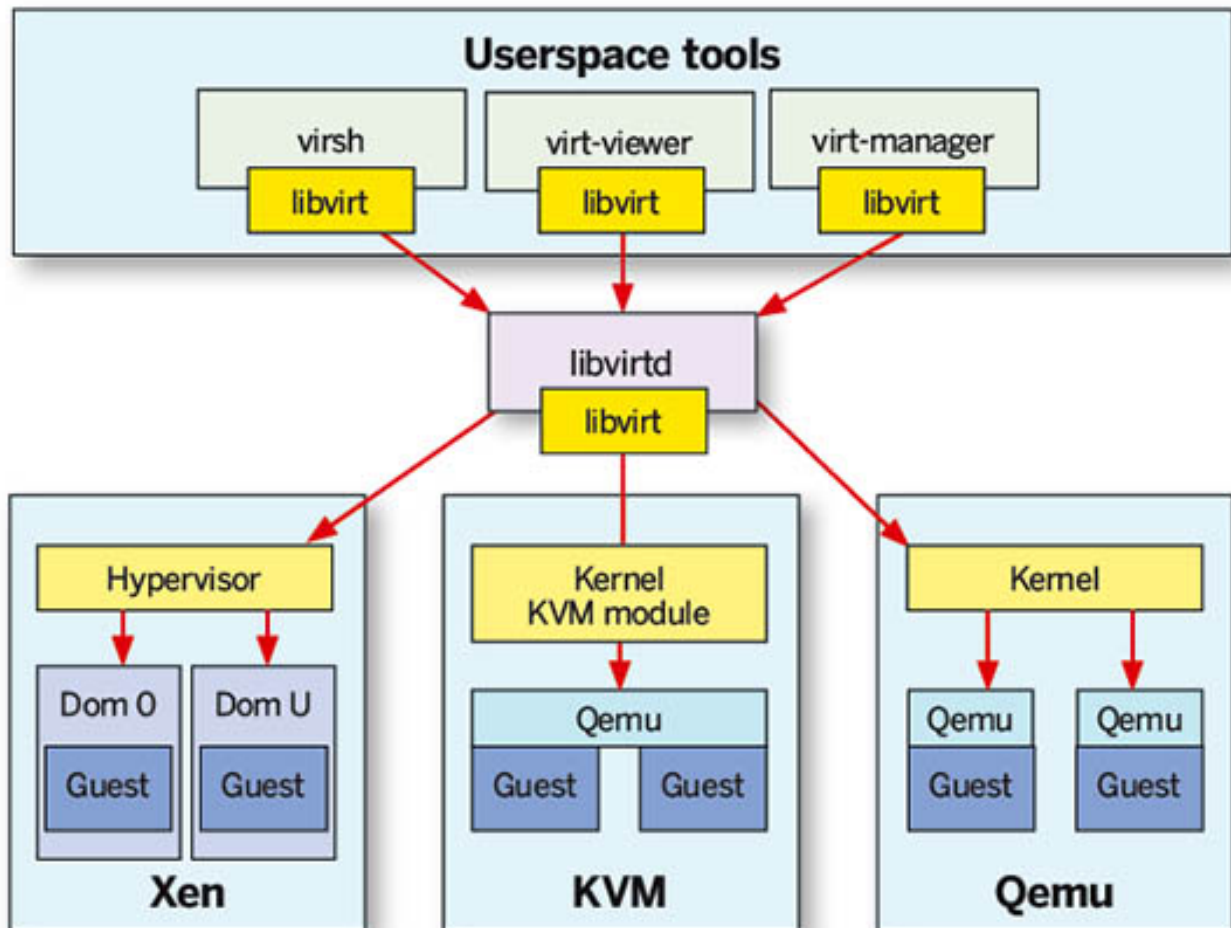 Userspace tools
virsh
virt-viewer
virt-manager
libvirt
libvirt
libvirt
libvirtd
libvirt
Hypervisor
Dom 0
Dom U
Guest
Guest
Xen
Kernel
KVM module
Qemu
Guest
Guest
KVM
Kernel
Qemu
Qemu
Guest
Guest
Qemu